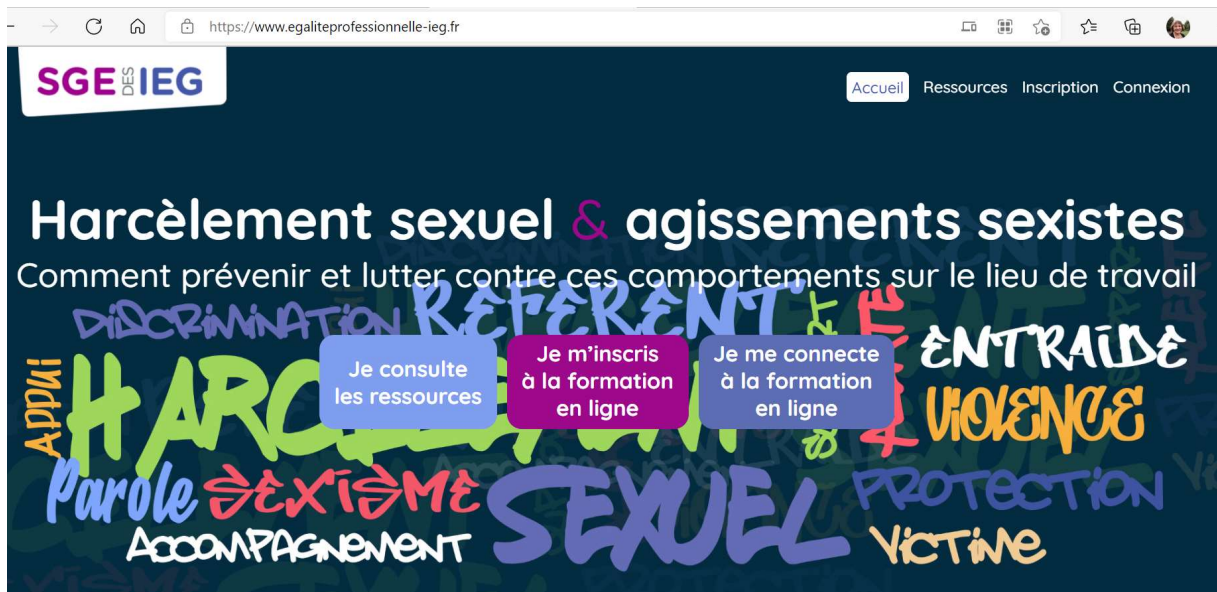 https://www.egaliteprofessionnelle-ieg.fr
SGE DES IEG
Accueil Ressources Inscription Connexion
Harcèlement sexuel & agissements sexistes
Comment prévenir et lutter contre ces comportements sur le lieu de travail
DISCRIMINATION RÉFÉRENT
ENTRAIDE
Appui
Je consulte
les ressources
Je m'inscris
à la formation
en ligne
Je me connecte
à la formation
en ligne
VIOLENCE
Parole SEXISME SEXUEL PROTECTION
ACCOMPAGNEMENT VICTIME